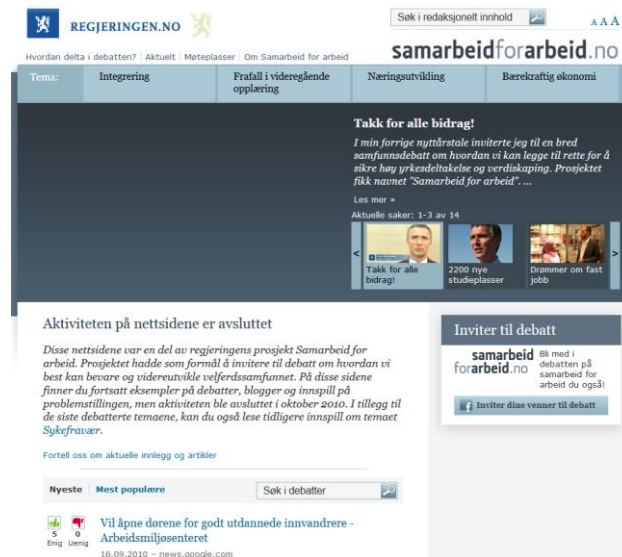 REGJERINGEN.NO
Søk i redaksjonelt innhold
A A A
Hvordan delta i debatten? | Aktuelt | Møteplasser | Om Samarbeid for arbeid
samarbeidforarbeid.no
Tema:
Integrering
Frafall i videregående
opplæring
Næringsutvikling
Bærekraftig økonomi
Takk for alle bidrag!
I min forrige nyttårstale inviterte jeg til en bred
samfunnsdebatt om hvordan vi kan legge til rette for å
sikre høy yrkesdeltakelse og verdiskaping. Prosjektet
fikk navnet "Samarbeid for arbeid". ...
Les mer »
Aktuelle saker: 1-3 av 14
<
Takk for alle
bidrag!
2200 nye
studieplasser
Drømmer om fast
jobb
>
Aktiviteten på nettsidene er avsluttet
Disse nettsidene var en del av regjeringens prosjekt Samarbeid for
arbeid. Prosjektet hadde som formål å invitere til debatt om hvordan vi
best kan bevare og videreutvikle velferdssamfunnet. På disse sidene
finner du fortsatt eksempler på debatter, blogger og innspill på
problemstillingen, men aktiviteten ble avsluttet i oktober 2010. I tillegg til
de siste debatterte temaene, kan du også lese tidligere innspill om temaet
Sykefravær.
Fortell oss om aktuelle innlegg og artikler
Nyeste | Mest populære
Søk i debatter
5
Enig
0
Uenig
Vil åpne dørene for godt utdannede innvandrere -
Arbeidsmiljøsenteret
16.09.2010 – news.google.com
Inviter til debatt
samarbeid
forarbeid.no
Bli med i
debatten på
samarbeid for
arbeid du også!
Inviter dine venner til debatt